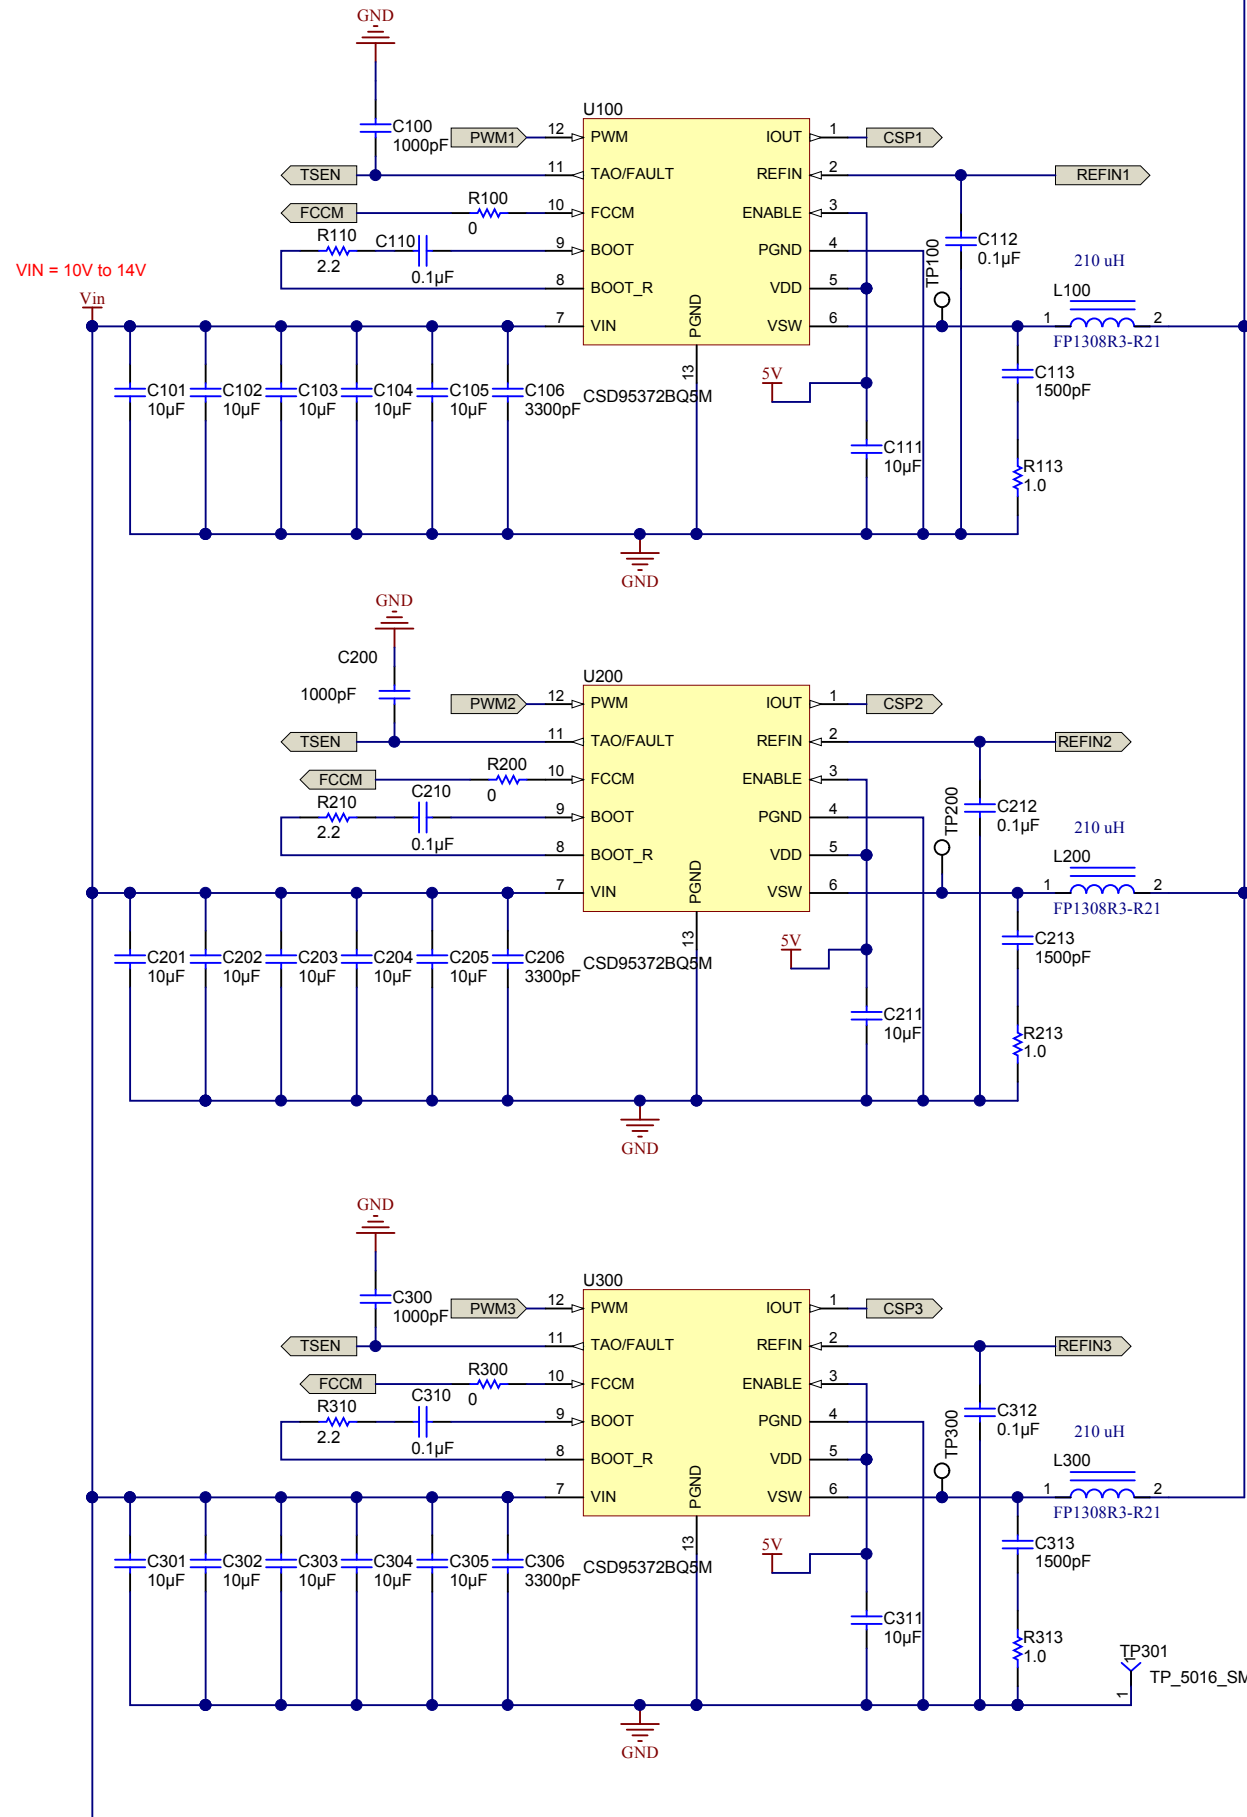 GND
C100
1000pF
PWM1
TSEN
FCCM
R100
0
R110
2.2
C110
0.1µF
VIN = 10V to 14V
Vin
U100
12 PWM IOUT 1
11 TAO/FAULT REFIN 2
10 FCCM ENABLE 3
9 BOOT PGND 4
8 BOOT_R VDD 5
7 VIN VSW 6
PGND
13
CSD95372BQ5M
CSP1
REFIN1
C112
0.1µF
TP100
210 uH
L100
1 2
FP1308R3-R21
C113
1500pF
R113
1.0
5V
C111
10µF
C101 C102 C103 C104 C105 C106
10µF 10µF 10µF 10µF 10µF 3300pF
GND
GND
C200
1000pF
PWM2
TSEN
FCCM
R200
0
R210
2.2
C210
0.1µF
U200
12 PWM IOUT 1
11 TAO/FAULT REFIN 2
10 FCCM ENABLE 3
9 BOOT PGND 4
8 BOOT_R VDD 5
7 VIN VSW 6
PGND
13
CSD95372BQ5M
CSP2
REFIN2
C212
0.1µF
TP200
210 uH
L200
1 2
FP1308R3-R21
C213
1500pF
R213
1.0
5V
C211
10µF
C201 C202 C203 C204 C205 C206
10µF 10µF 10µF 10µF 10µF 3300pF
GND
GND
C300
1000pF
PWM3
TSEN
FCCM
R300
0
R310
2.2
C310
0.1µF
U300
12 PWM IOUT 1
11 TAO/FAULT REFIN 2
10 FCCM ENABLE 3
9 BOOT PGND 4
8 BOOT_R VDD 5
7 VIN VSW 6
PGND
13
CSD95372BQ5M
CSP3
REFIN3
C312
0.1µF
TP300
210 uH
L300
1 2
FP1308R3-R21
C313
1500pF
R313
1.0
5V
C311
10µF
C301 C302 C303 C304 C305 C306
10µF 10µF 10µF 10µF 10µF 3300pF
TP301
1
TP_5016_SM
1
GND